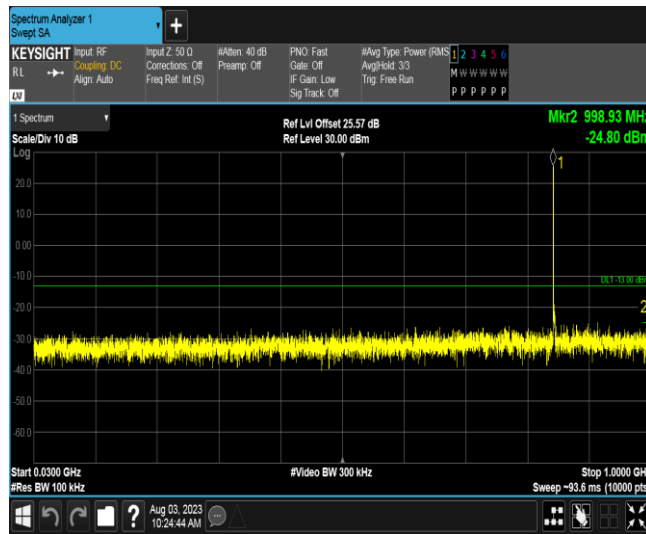 Spectrum Analyzer 1
Swept SA
+
KEYSIGHT Input: RF Input Z: 50 Ω #Atten: 40 dB PNO: Fast #Avg Type: Power (RMS 1 2 3 4 5 6
RL Coupling: DC Corrections: Off Preamp: Off Gate: Off Avg|Hold: 3/3 M W W W W W
Align: Auto Freq Ref: Int (S) IF Gain: Low Trig: Free Run
LXI Sig Track: Off P P P P P P
1 Spectrum Ref Lvl Offset 25.57 dB Mkr2 998.93 MHz
Scale/Div 10 dB Ref Level 30.00 dBm -24.80 dBm
Log
1
20.0
10.0
0.00
-10.0
DL1 -13.00 dBm
-20.0
2
-30.0
-40.0
-50.0
-60.0
Start 0.0300 GHz #Video BW 300 kHz Stop 1.0000 GHz
#Res BW 100 kHz Sweep ~93.6 ms (10000 pts
? Aug 03, 2023
10:24:44 AM